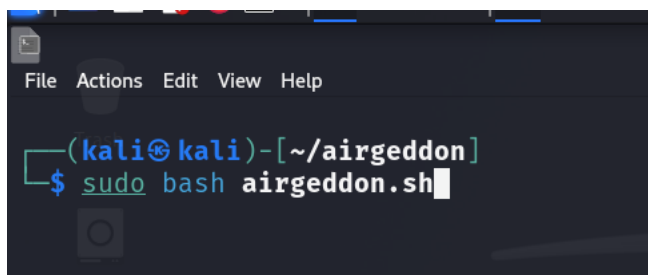 File Actions Edit View Help
┌──(kali㉿kali)-[~/airgeddon]
└─$ sudo bash airgeddon.sh